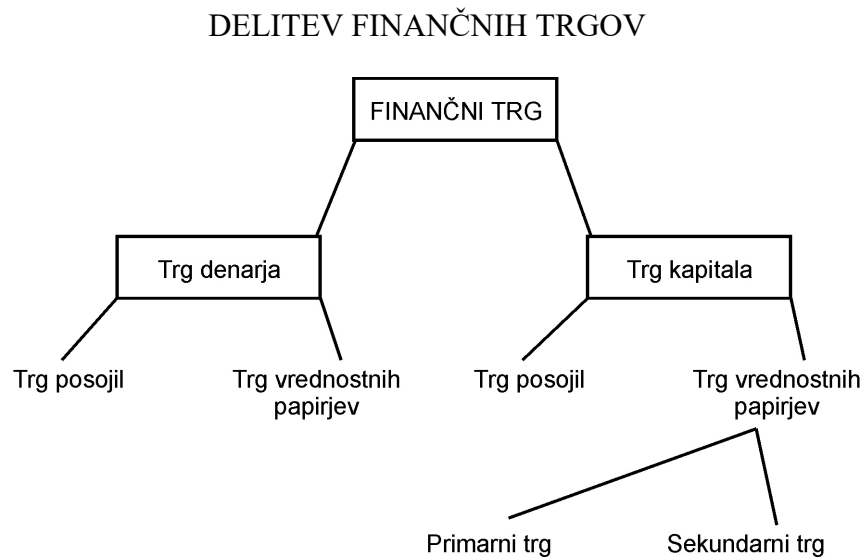 DELITEV FINANČNIH TRGOV
FINANČNI TRG
Trg denarja
Trg kapitala
Trg posojil
Trg vrednostnih
papirjev
Trg posojil
Trg vrednostnih
papirjev
Primarni trg
Sekundarni trg